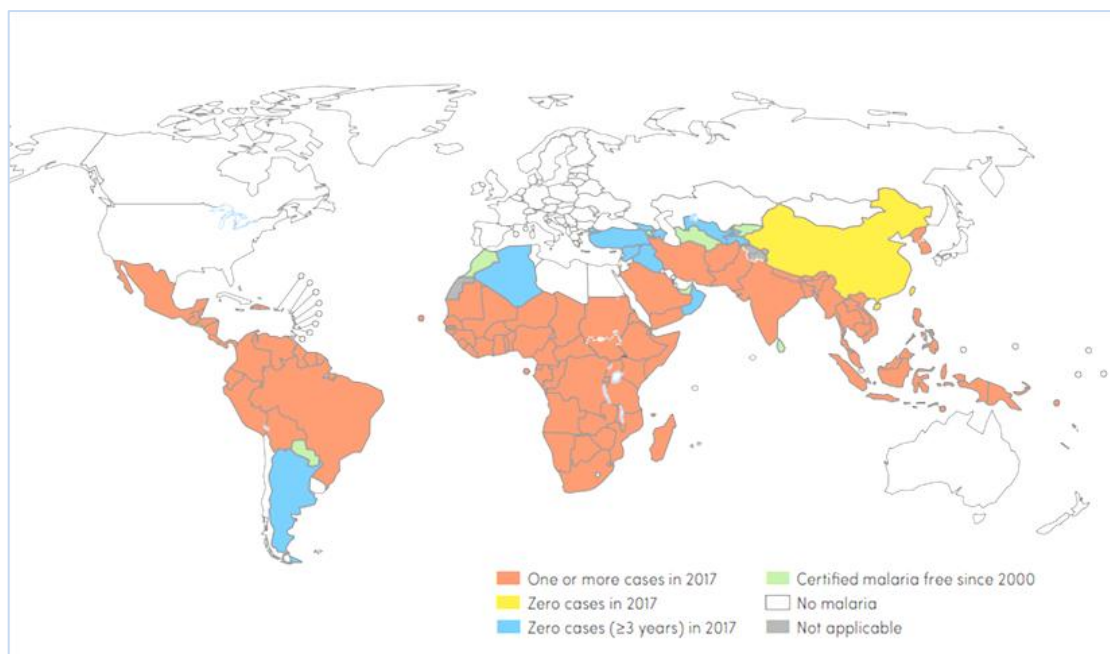 One or more cases in 2017
Zero cases in 2017
Zero cases (≥3 years) in 2017
Certified malaria free since 2000
No malaria
Not applicable